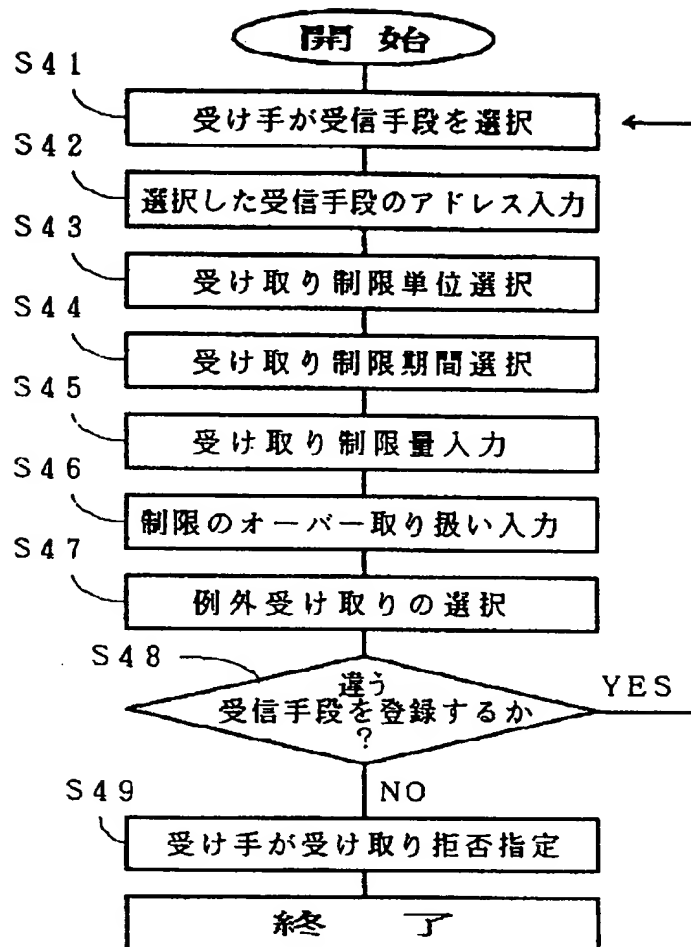 開始
S41
受け手が受信手段を選択
S42
選択した受信手段のアドレス入力
S43
受け取り制限単位選択
S44
受け取り制限期間選択
S45
受け取り制限量入力
S46
制限のオーバー取り扱い入力
S47
例外受け取りの選択
S48
違う
受信手段を登録するか
?
YES
NO
S49
受け手が受け取り拒否指定
終了